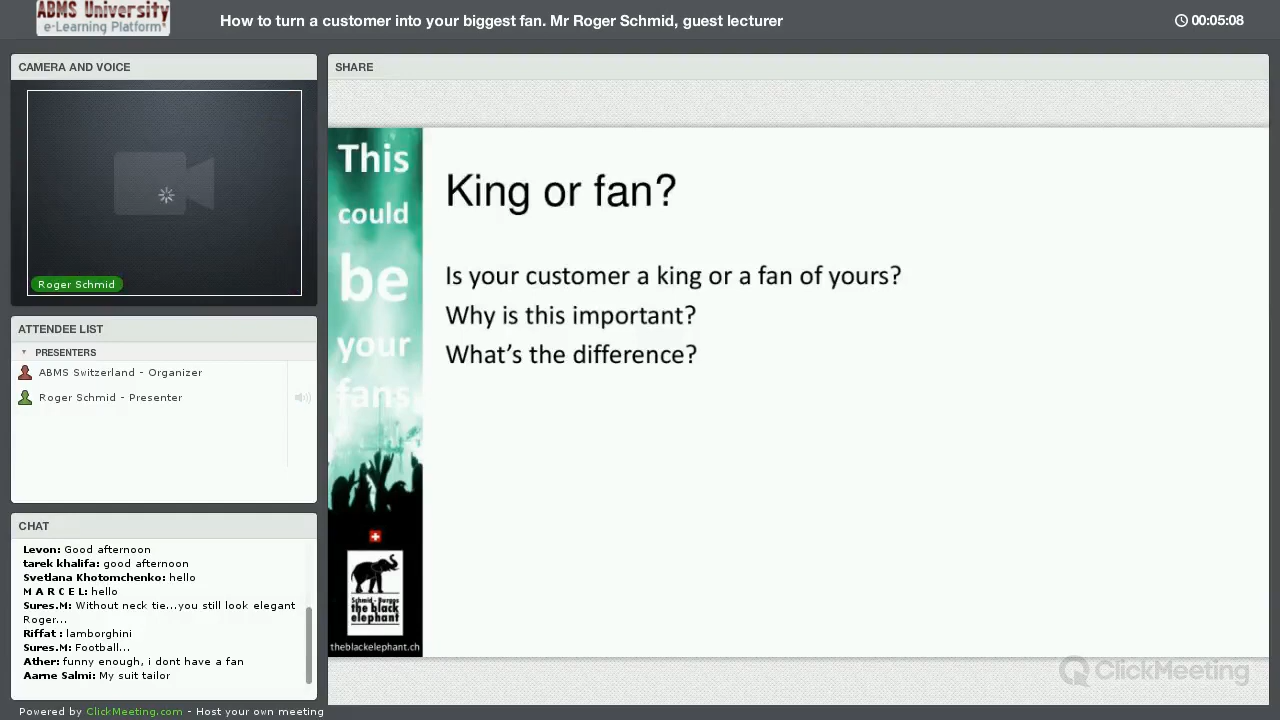 ABMS University
e-Learning Platform
How to turn a customer into your biggest fan. Mr Roger Schmid, guest lecturer
00:05:08
CAMERA AND VOICE
Roger Schmid
ATTENDEE LIST
PRESENTERS
ABMS Switzerland - Organizer
Roger Schmid - Presenter
CHAT
Levon: Good afternoon
tarek khalifa: good afternoon
Svetlana Khotomchenko: hello
M A R C E L: hello
Sures.M: Without neck tie...you still look elegant
Roger...
Riffat : lamborghini
Sures.M: Football...
Ather: funny enough, i dont have a fan
Aarne Salmi: My suit tailor
Powered by ClickMeeting.com - Host your own meeting
SHARE
This
could
be
your
fans
Schmid - Burgos
the black
elephant
theblackelephant.ch
King or fan?
Is your customer a king or a fan of yours?
Why is this important?
What's the difference?
ClickMeeting